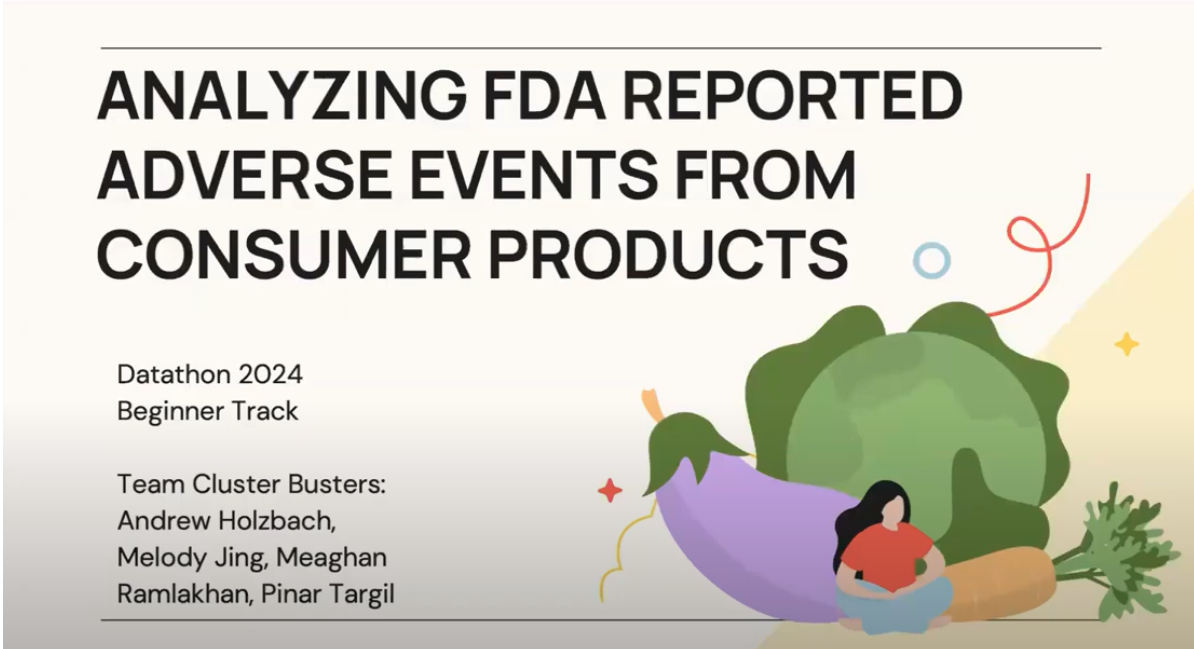 ANALYZING FDA REPORTED
ADVERSE EVENTS FROM
CONSUMER PRODUCTS
Datathon 2024
Beginner Track
Team Cluster Busters:
Andrew Holzbach,
Melody Jing, Meaghan
Ramlakhan, Pinar Targil